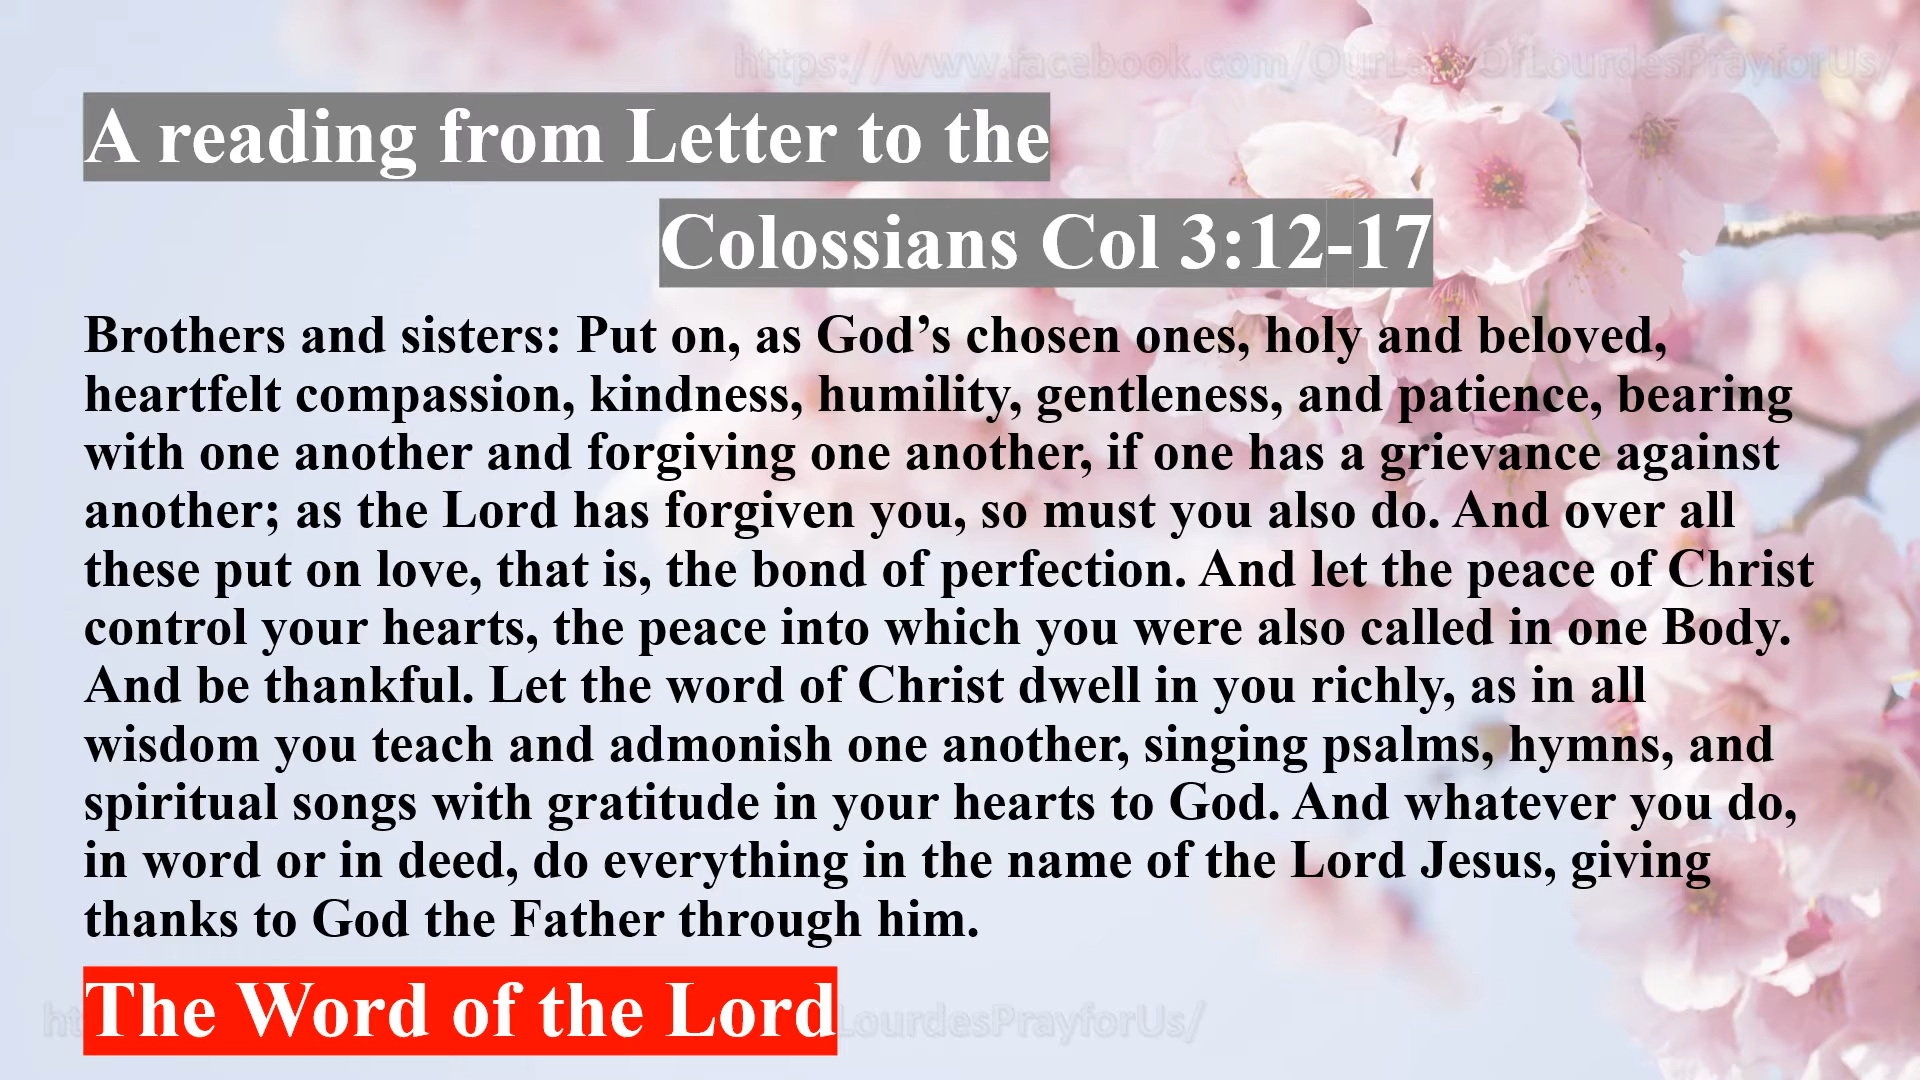 https://www.facebook.com/OurLadyOfLourdesPrayforUs/
A reading from Letter to the
Colossians Col 3:12-17
Brothers and sisters: Put on, as God’s chosen ones, holy and beloved,
heartfelt compassion, kindness, humility, gentleness, and patience, bearing
with one another and forgiving one another, if one has a grievance against
another; as the Lord has forgiven you, so must you also do. And over all
these put on love, that is, the bond of perfection. And let the peace of Christ
control your hearts, the peace into which you were also called in one Body.
And be thankful. Let the word of Christ dwell in you richly, as in all
wisdom you teach and admonish one another, singing psalms, hymns, and
spiritual songs with gratitude in your hearts to God. And whatever you do,
in word or in deed, do everything in the name of the Lord Jesus, giving
thanks to God the Father through him.
The Word of the Lord
LourdesPrayforUs/